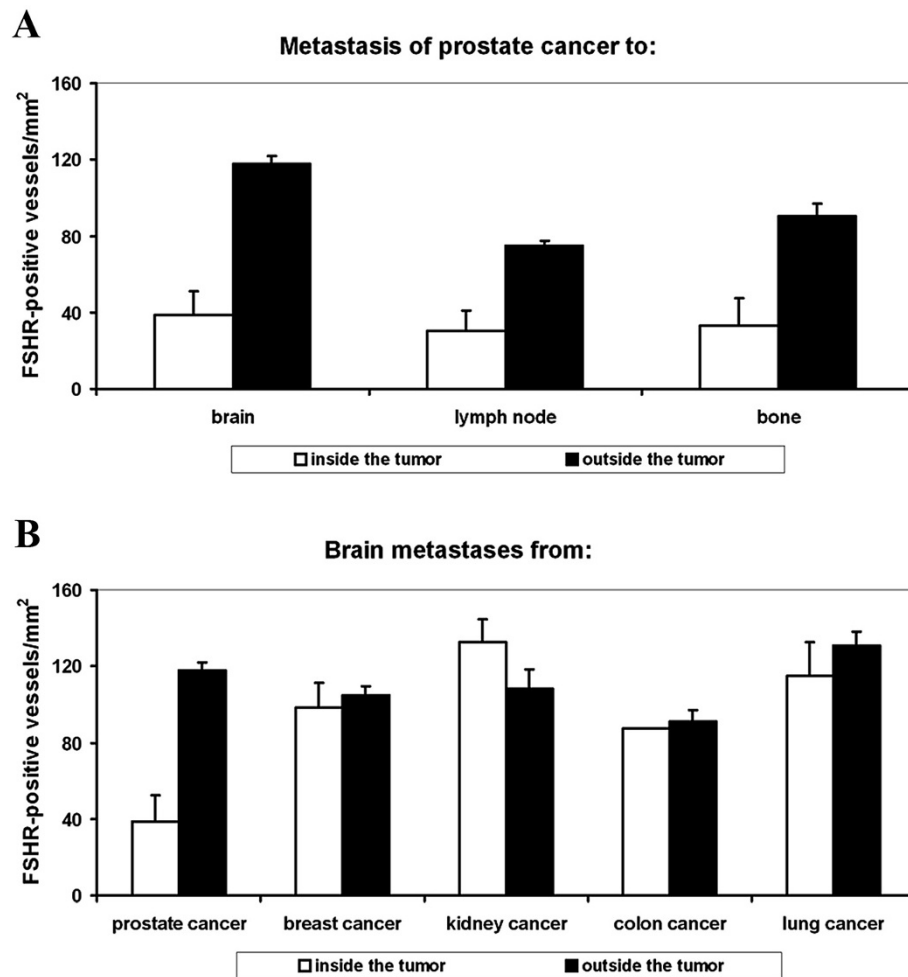 A
Metastasis of prostate cancer to:
FSHR-positive vessels/mm²
160
120
80
40
0
brain lymph node bone
inside the tumor outside the tumor
B
Brain metastases from:
FSHR-positive vessels/mm²
160
120
80
40
0
prostate cancer breast cancer kidney cancer colon cancer lung cancer
inside the tumor outside the tumor